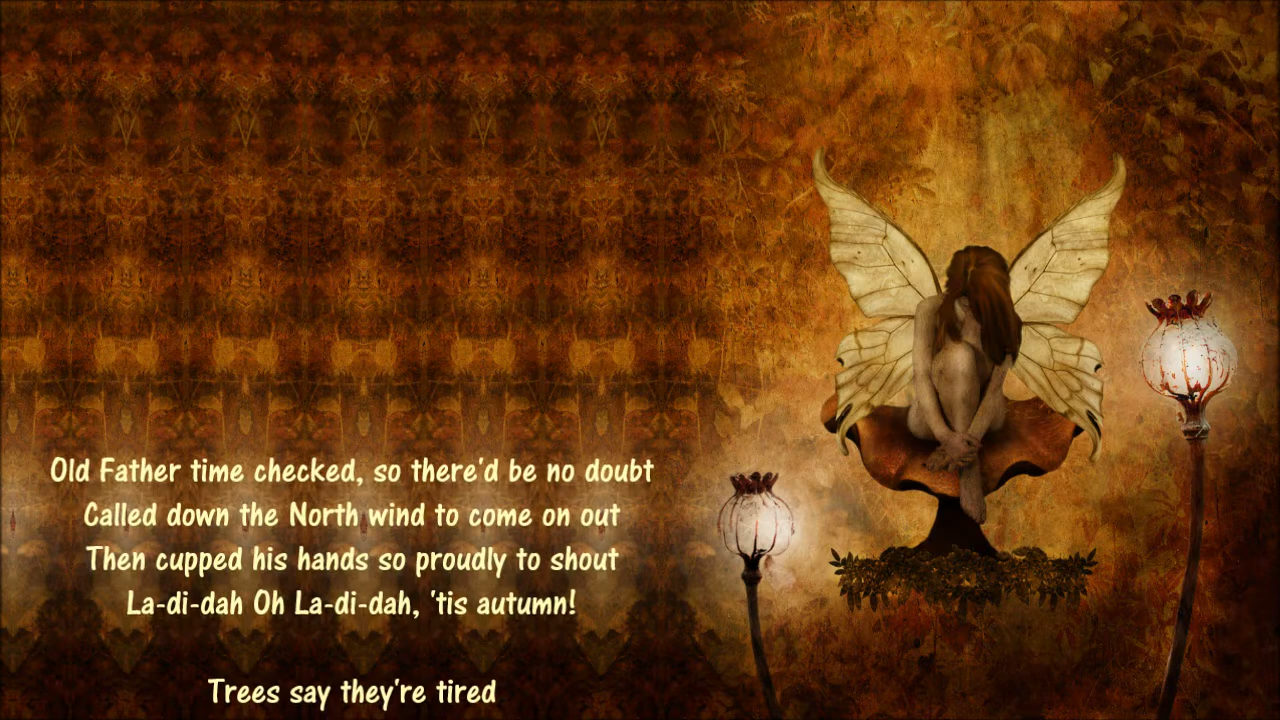 Old Father time checked, so there'd be no doubt
Called down the North wind to come on out
Then cupped his hands so proudly to shout
La-di-dah Oh La-di-dah, 'tis autumn!
Trees say they're tired